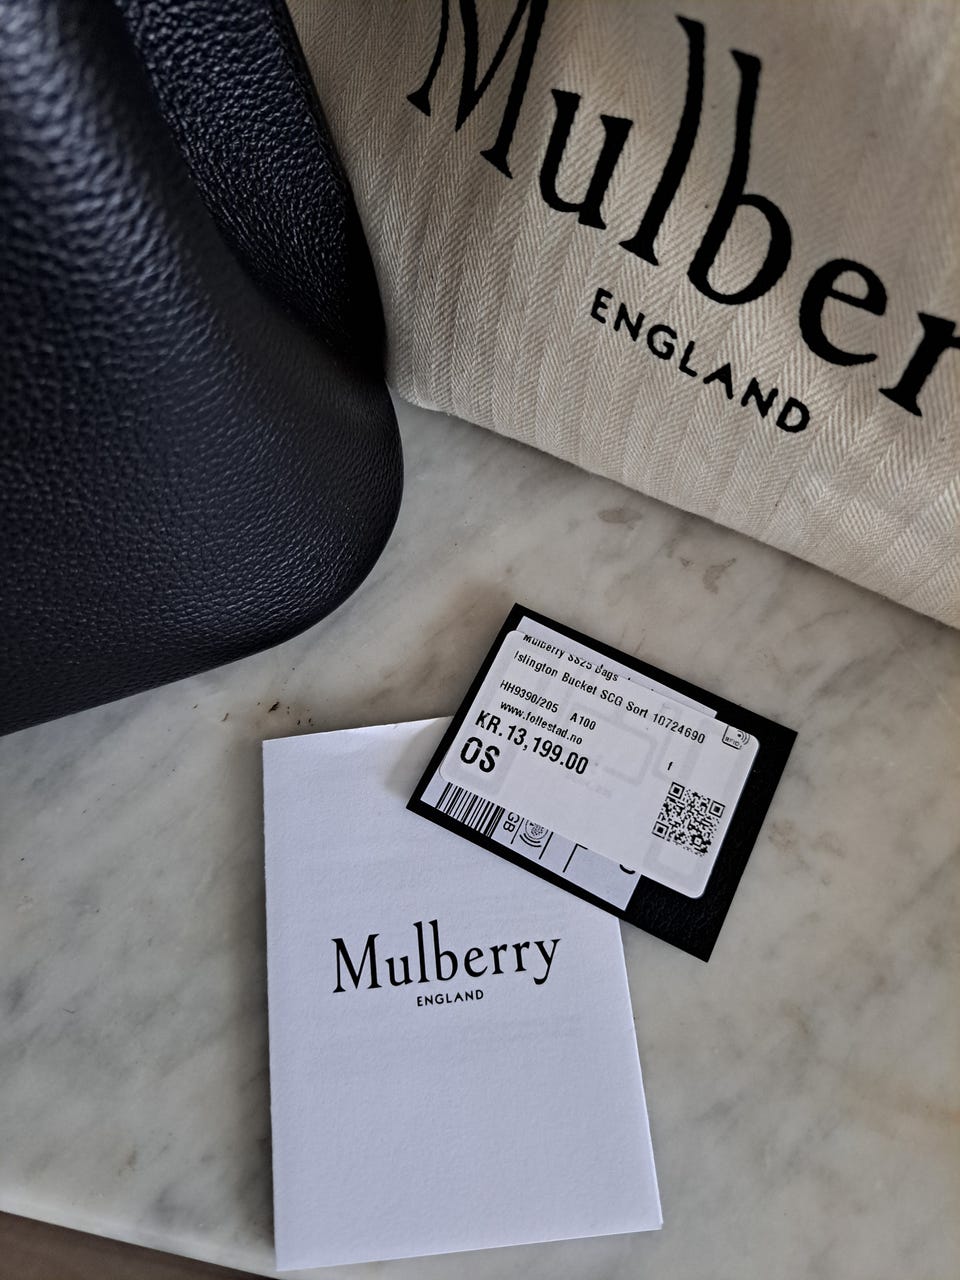 Mulber
ENGLAND
Mulberry SS25 Bags
Islington Bucket SCG Sort 10724690
HH9390/205 A100
www.follestad.no
KR.13,199.00
f
OS
GB
Mulberry
ENGLAND